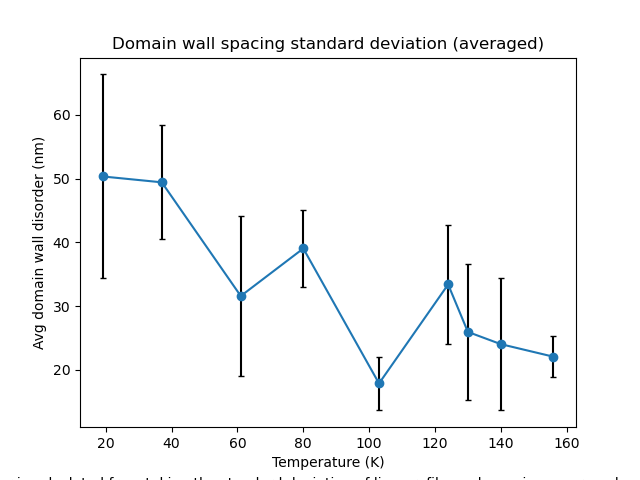 Domain wall spacing standard deviation (averaged)
60
50
40
30
20
Avg domain wall disorder (nm)
20 40 60 80 100 120 140 160
Temperature (K)